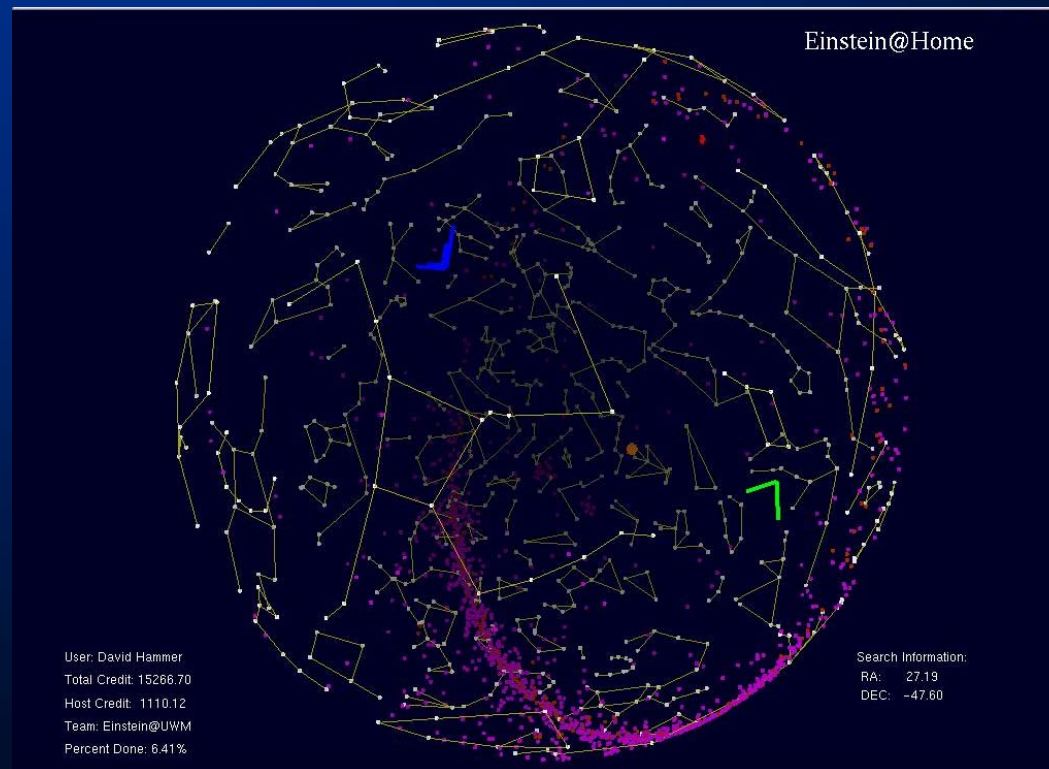 Einstein@Home
User: David Hammer
Total Credit: 15266.70
Host Credit: 1110.12
Team: Einstein@UWM
Percent Done: 6.41%
Search Information:
RA: 27.19
DEC: -47.60